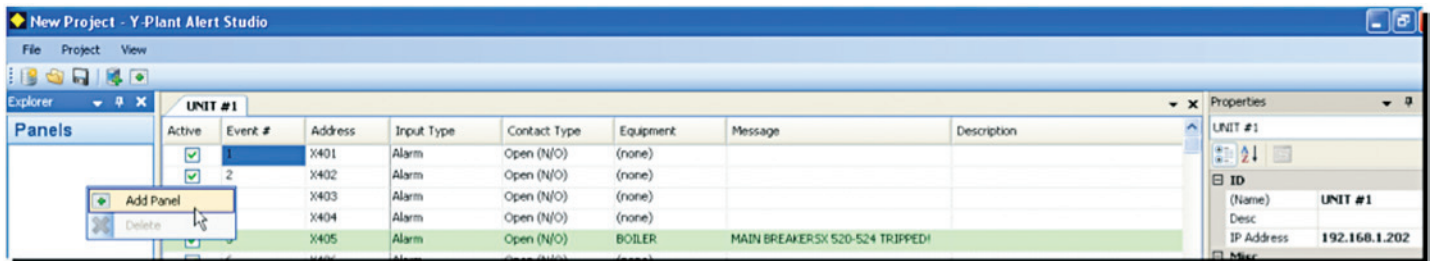 New Project - Y-Plant Alert Studio
File Project View
Explorer
UNIT #1
Properties
Panels
Active Event # Address Input Type Contact Type Equipment Message Description
UNIT #1
1 X401 Alarm Open (N/O) (none)
2 X402 Alarm Open (N/O) (none)
ID
Add Panel
X403 Alarm Open (N/O) (none)
(Name) UNIT #1
Delete
X404 Alarm Open (N/O) (none)
Desc
X405 Alarm Open (N/O) BOILER MAIN BREAKERSX 520-524 TRIPPED!
IP Address 192.168.1.202
Misc